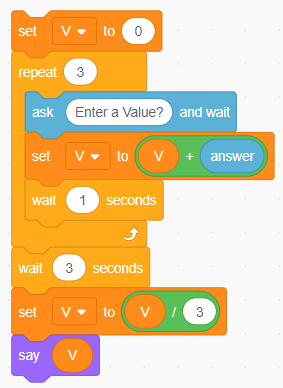 set V to 0
repeat 3
ask Enter a Value? and wait
set V to V + answer
wait 1 seconds
wait 3 seconds
set V to V / 3
say V